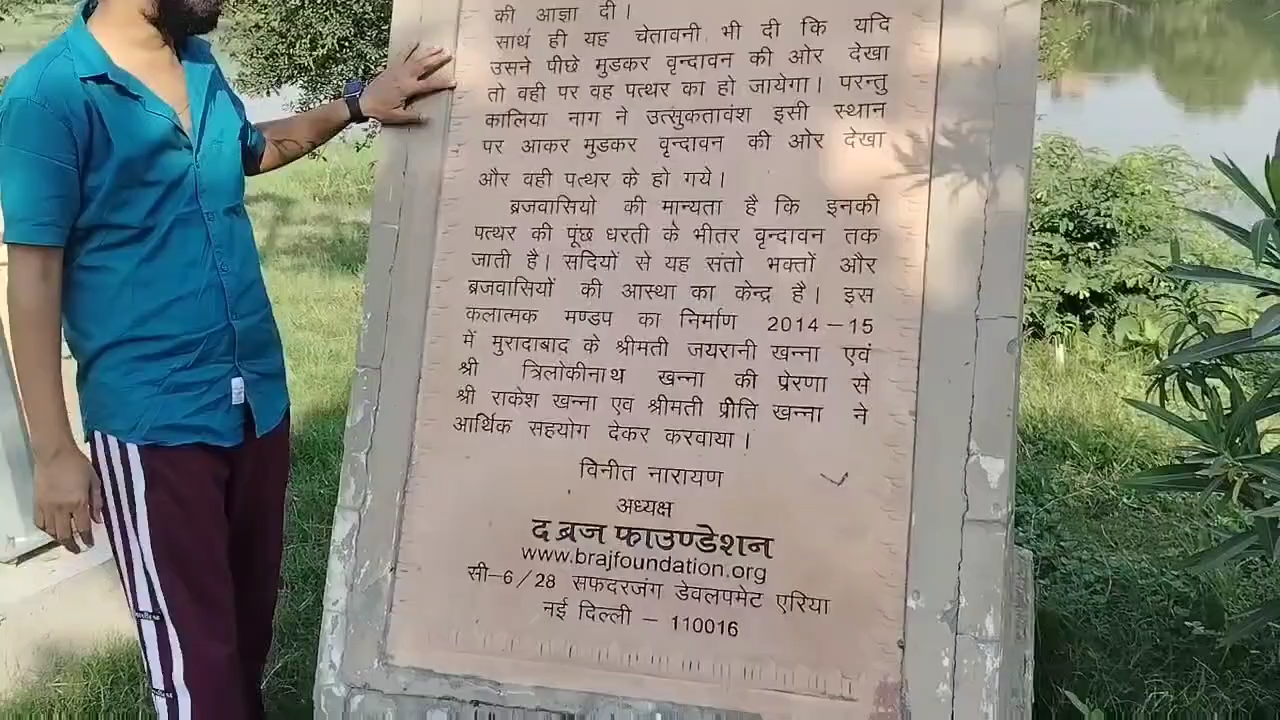 की आज्ञा दी।
साथ ही यह चेतावनी भी दी कि यदि
उसने पीछे मुडकर वृन्दावन की ओर देखा
तो वही पर वह पत्थर का हो जायेगा। परन्तु
कालिया नाग ने उत्सुकतावंश इसी स्थान
पर आकर मुडकर वृन्दावन की ओर देखा
और वही पत्थर के हो गये।
ब्रजवासियो की मान्यता है कि इनकी
पत्थर की पूंछ धरती के भीतर वृन्दावन तक
जाती है। सदियों से यह संतो भक्तों और
ब्रजवासियों की आस्था का केन्द्र है। इस
कलात्मक मण्डप का निर्माण 2014-15
में मुरादाबाद के श्रीमती जयरानी खन्ना एवं
श्री त्रिलोकीनाथ खन्ना की प्रेरणा से
श्री राकेश खन्ना एव श्रीमती प्रीति खन्ना ने
आर्थिक सहयोग देकर करवाया।
विनीत नारायण
अध्यक्ष
द ब्रज फाउण्डेशन
www.brajfoundation.org
सी-6/28 सफदरजंग डेवलपमेट एरिया
नई दिल्ली - 110016